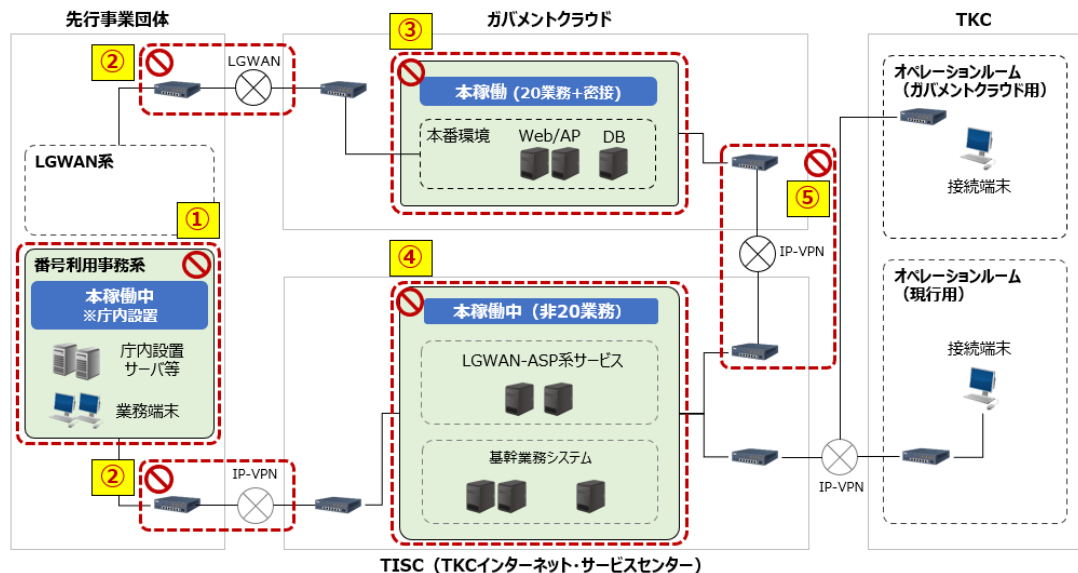 先行事業団体
ガバメントクラウド
TKC
②
LGWAN
③
本稼働 (20業務+密接)
本番環境
Web/AP
DB
オペレーションルーム
（ガバメントクラウド用）
接続端末
LGWAN系
①
番号利用事務系
本稼働中
※庁内設置
庁内設置
サーバ等
業務端末
②
IP-VPN
④
本稼働中（非20業務）
LGWAN-ASP系サービス
基幹業務システム
⑤
IP-VPN
オペレーションルーム
（現行用）
接続端末
IP-VPN
TISC（TKCインターネット・サービスセンター）